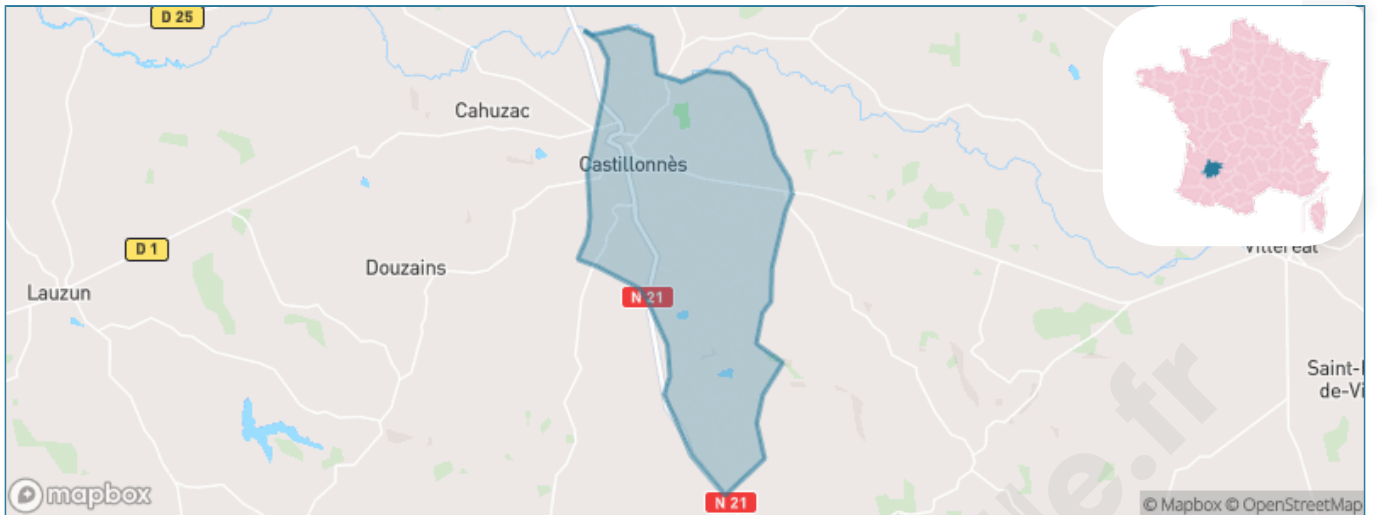 D 25
Cahuzac
Castillonnès
D 1
Douzains
Lauzun
N 21
Villeréal
Saint-
de-Vi
N 21
mapbox
© Mapbox © OpenStreetMap